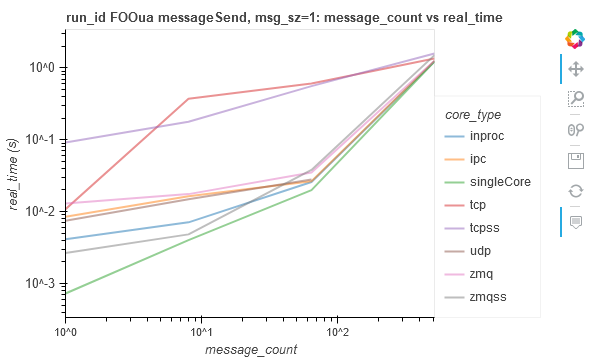 run_id FOOua messageSend, msg_sz=1: message_count vs real_time
10^0
10^-1
10^-2
10^-3
real_time (s)
10^0
10^1
10^2
message_count
core_type
inproc
ipc
singleCore
tcp
tcpss
udp
zmq
zmqss